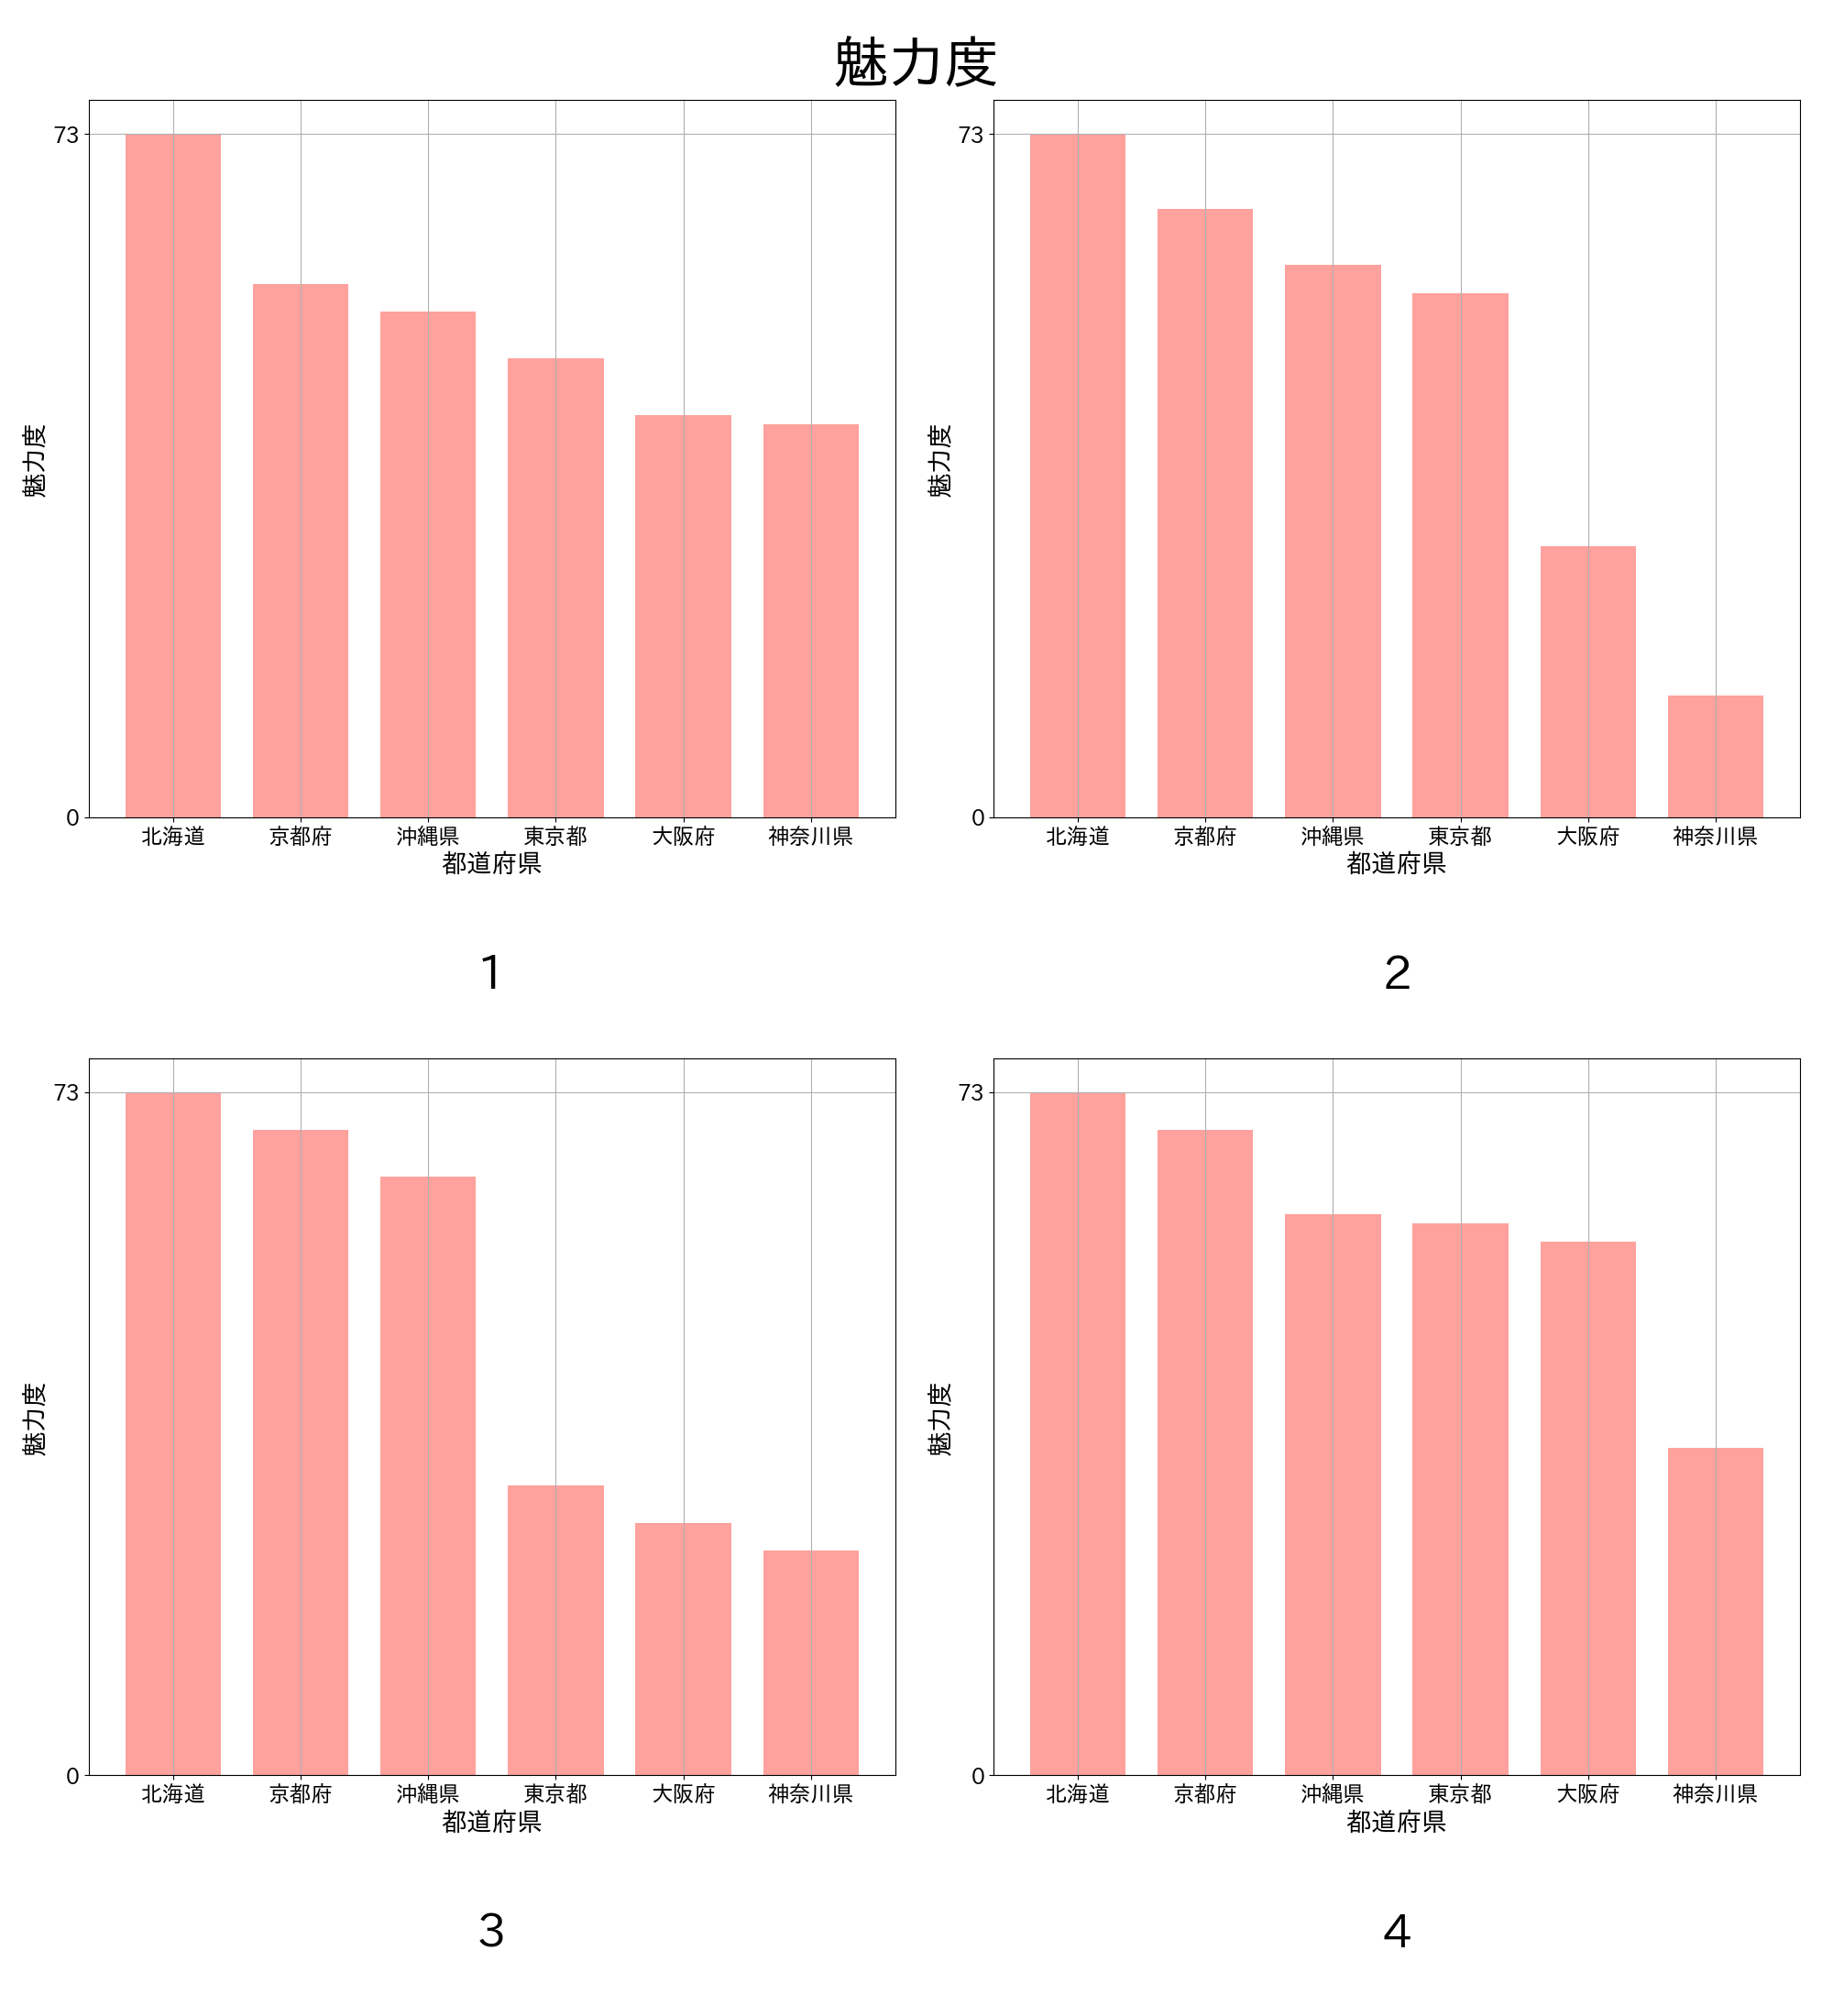 魅力度
73
魅力度
0
北海道 京都府 沖縄県 東京都 大阪府 神奈川県
都道府県
1
73
魅力度
0
北海道 京都府 沖縄県 東京都 大阪府 神奈川県
都道府県
2
73
魅力度
0
北海道 京都府 沖縄県 東京都 大阪府 神奈川県
都道府県
3
73
魅力度
0
北海道 京都府 沖縄県 東京都 大阪府 神奈川県
都道府県
4